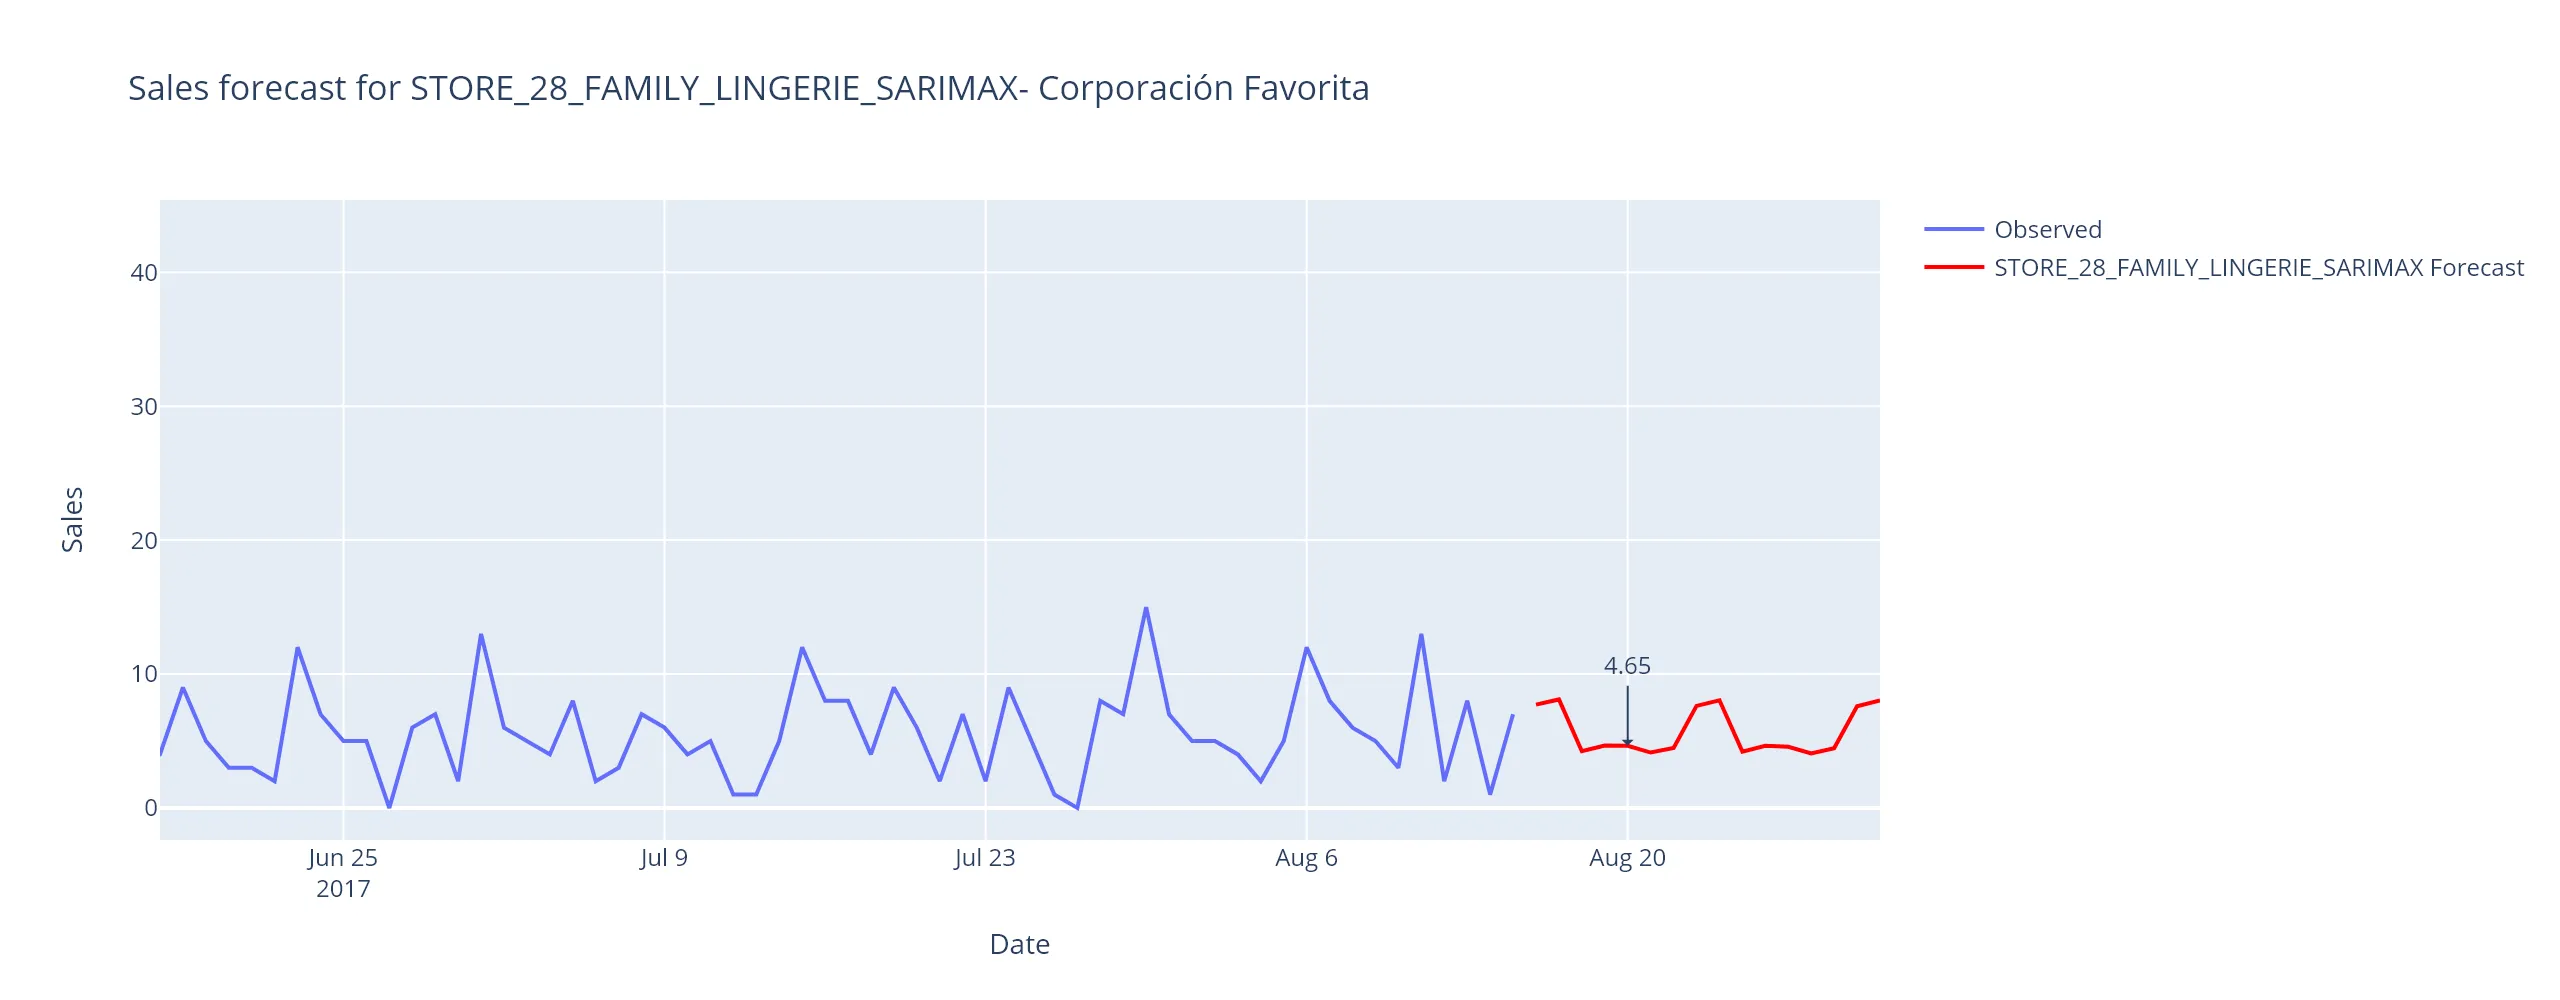 Sales forecast for STORE_28_FAMILY_LINGERIE_SARIMAX- Corporación Favorita
Observed
STORE_28_FAMILY_LINGERIE_SARIMAX Forecast
40
30
20
10
0
Sales
4.65
Jun 25
2017
Jul 9
Jul 23
Aug 6
Aug 20
Date